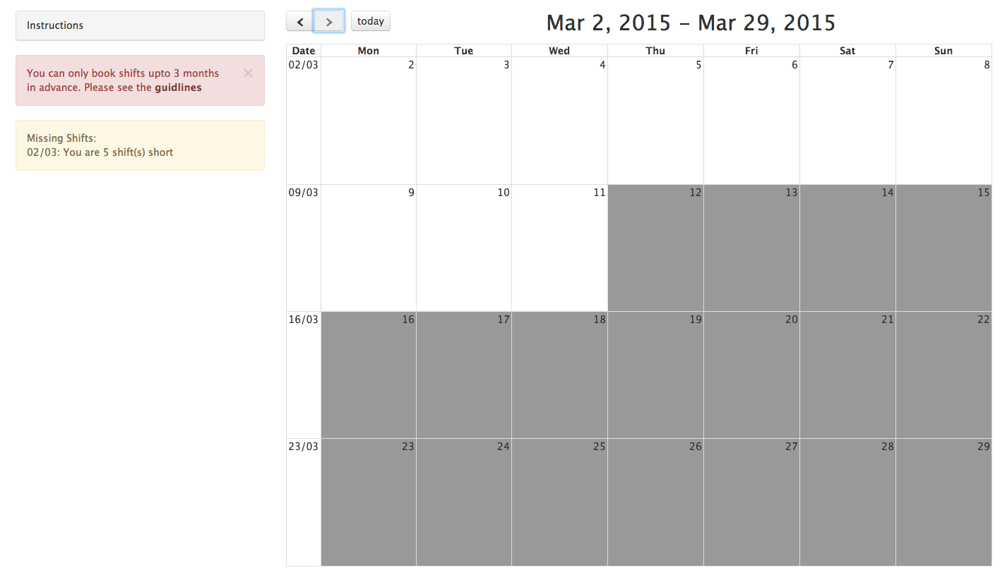 Instructions
You can only book shifts upto 3 months
in advance. Please see the guidlines
Missing Shifts:
02/03: You are 5 shift(s) short
today
Mar 2, 2015 – Mar 29, 2015
Date Mon Tue Wed Thu Fri Sat Sun
02/03 2 3 4 5 6 7 8
09/03 9 10 11 12 13 14 15
16/03 16 17 18 19 20 21 22
23/03 23 24 25 26 27 28 29